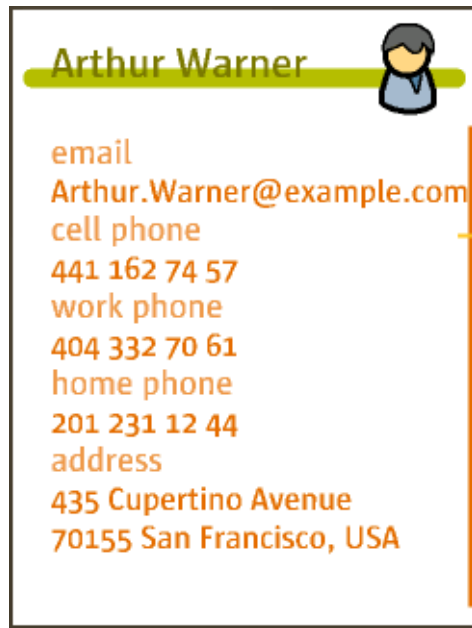 Arthur Warner
email
Arthur.Warner@example.com
cell phone
441 162 74 57
work phone
404 332 70 61
home phone
201 231 12 44
address
435 Cupertino Avenue
70155 San Francisco, USA